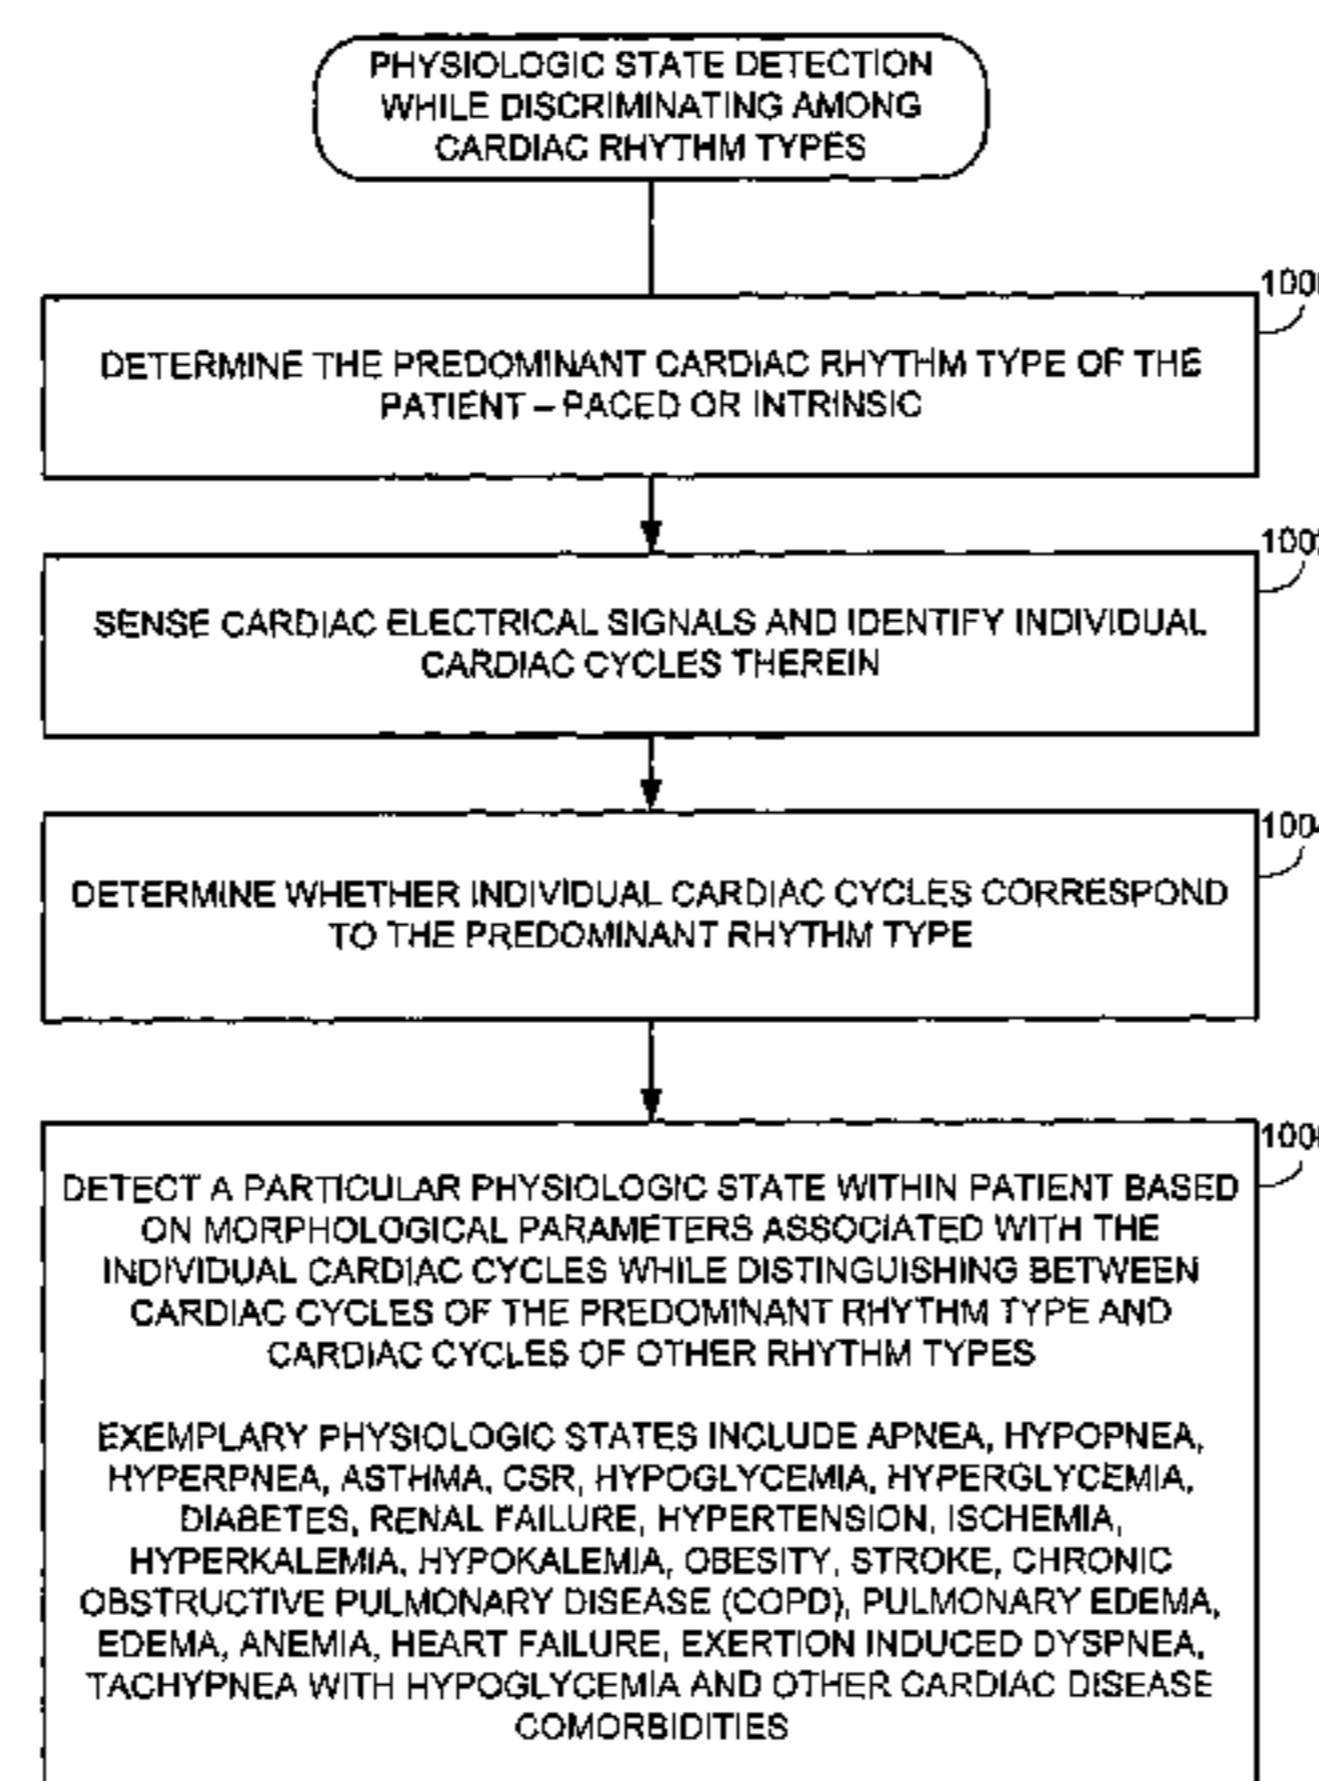 PHYSIOLOGIC STATE DETECTION
WHILE DISCRIMINATING AMONG
CARDIAC RHYTHM TYPES
DETERMINE THE PREDOMINANT CARDIAC RHYTHM TYPE OF THE
PATIENT – PACED OR INTRINSIC
SENSE CARDIAC ELECTRICAL SIGNALS AND IDENTIFY INDIVIDUAL
CARDIAC CYCLES THEREIN
DETERMINE WHETHER INDIVIDUAL CARDIAC CYCLES CORRESPOND
TO THE PREDOMINANT RHYTHM TYPE
DETECT A PARTICULAR PHYSIOLOGIC STATE WITHIN PATIENT BASED
ON MORPHOLOGICAL PARAMETERS ASSOCIATED WITH THE
INDIVIDUAL CARDIAC CYCLES WHILE DISTINGUISHING BETWEEN
CARDIAC CYCLES OF THE PREDOMINANT RHYTHM TYPE AND
CARDIAC CYCLES OF OTHER RHYTHM TYPES
EXEMPLARY PHYSIOLOGIC STATES INCLUDE APNEA, HYPOPNEA,
HYPERPNEA, ASTHMA, CSR, HYPOGLYCEMIA, HYPERGLYCEMIA,
DIABETES, RENAL FAILURE, HYPERTENSION, ISCHEMIA,
HYPERKALEMIA, HYPOKALEMIA, OBESITY, STROKE, CHRONIC
OBSTRUCTIVE PULMONARY DISEASE (COPD), PULMONARY EDEMA,
EDEMA, ANEMIA, HEART FAILURE, EXERTION INDUCED DYSPNEA,
TACHYPNEA WITH HYPOGLYCEMIA AND OTHER CARDIAC DISEASE
COMORBIDITIES